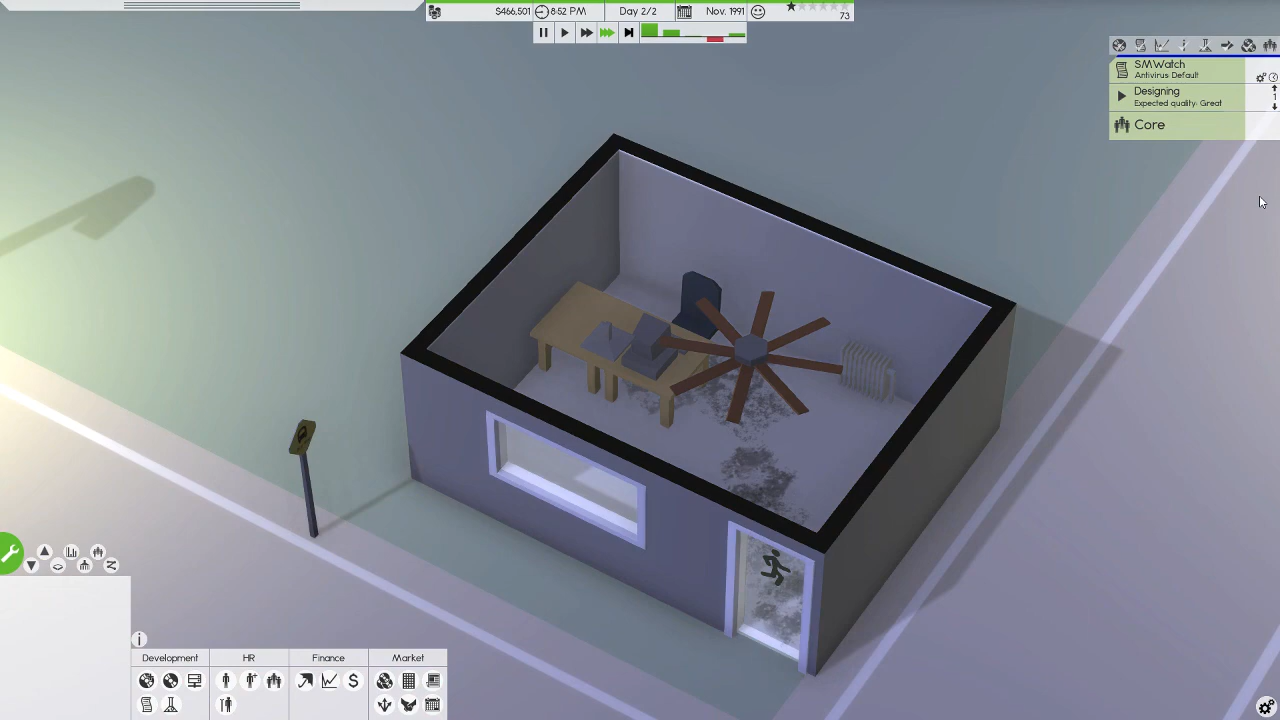 $466,501
8:52 PM
Day 2/2
Nov. 1991
73
SMWatch
Antivirus Default
Designing
Expected quality: Great
1
Core
Development
HR
Finance
Market